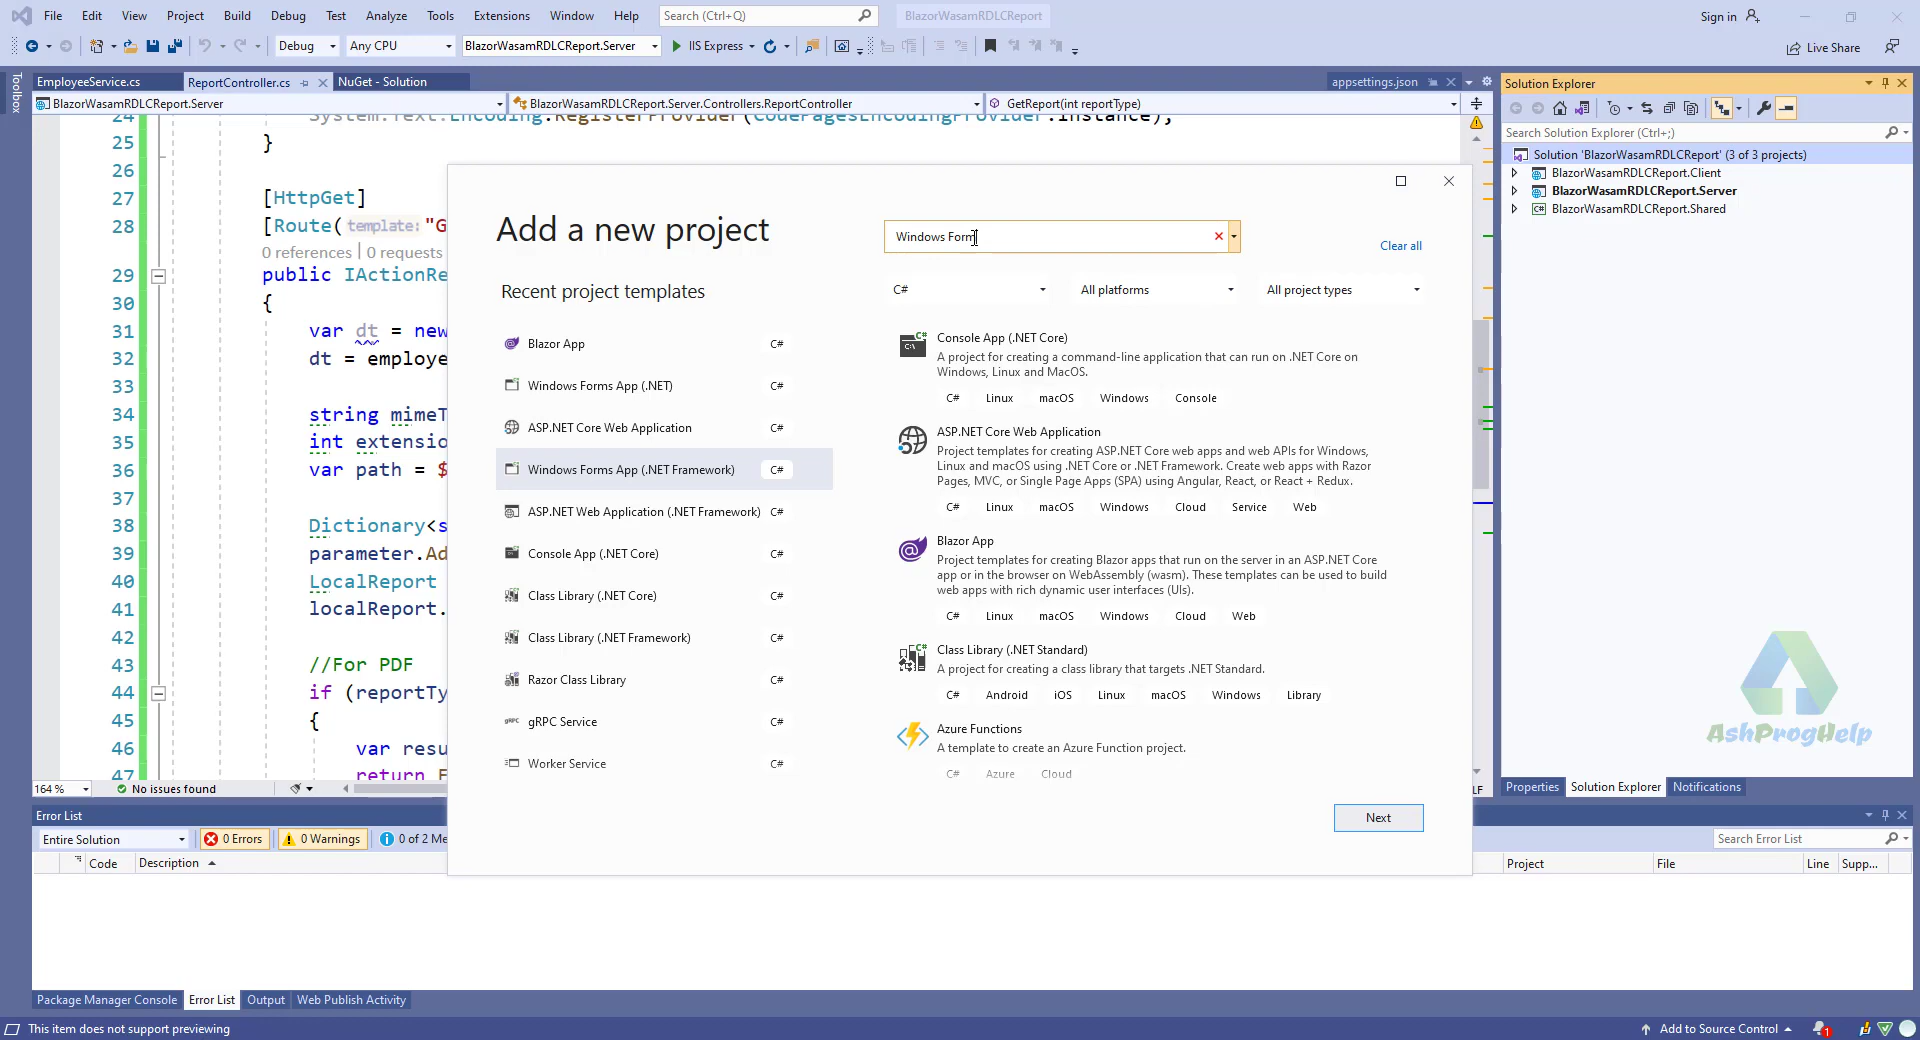 File Edit View Project Build Debug Test Analyze Tools Extensions Window Help Search (Ctrl+Q) BlazorWasamRDLCReport Sign in
Debug Any CPU BlazorWasamRDLCReport.Server IIS Express Live Share
Toolbox
EmployeeService.cs ReportController.cs NuGet - Solution appsettings.json
BlazorWasamRDLCReport.Server BlazorWasamRDLCReport.Server.Controllers.ReportController GetReport(int reportType)
24 System.Text.Encoding.RegisterProvider(CodePagesEncodingProvider.Instance);
25 }
26
27 [HttpGet]
28 [Route(template: "G
0 references | 0 requests
29 public IActionRe
30 {
31 var dt = new
32 dt = employe
33
34 string mimeT
35 int extensio
36 var path = $
37
38 Dictionary<s
39 parameter.Ad
40 LocalReport
41 localReport.
42
43 //For PDF
44 if (reportTy
45 {
46 var resu
47 return F
164 % No issues found LF
Add a new project
Windows Form
Clear all
Recent project templates
C# All platforms All project types
Blazor App C#
Windows Forms App (.NET) C#
ASP.NET Core Web Application C#
Windows Forms App (.NET Framework) C#
ASP.NET Web Application (.NET Framework) C#
Console App (.NET Core) C#
Class Library (.NET Core) C#
Class Library (.NET Framework) C#
Razor Class Library C#
gRPC gRPC Service C#
Worker Service C#
Console App (.NET Core)
A project for creating a command-line application that can run on .NET Core on
Windows, Linux and MacOS.
C# Linux macOS Windows Console
ASP.NET Core Web Application
Project templates for creating ASP.NET Core web apps and web APIs for Windows,
Linux and macOS using .NET Core or .NET Framework. Create web apps with Razor
Pages, MVC, or Single Page Apps (SPA) using Angular, React, or React + Redux.
C# Linux macOS Windows Cloud Service Web
Blazor App
Project templates for creating Blazor apps that run on the server in an ASP.NET Core
app or in the browser on WebAssembly (wasm). These templates can be used to build
web apps with rich dynamic user interfaces (UIs).
C# Linux macOS Windows Cloud Web
Class Library (.NET Standard)
A project for creating a class library that targets .NET Standard.
C# Android iOS Linux macOS Windows Library
Azure Functions
A template to create an Azure Function project.
C# Azure Cloud
Next
Solution Explorer
Search Solution Explorer (Ctrl+;)
Solution 'BlazorWasamRDLCReport' (3 of 3 projects)
BlazorWasamRDLCReport.Client
BlazorWasamRDLCReport.Server
C# BlazorWasamRDLCReport.Shared
AshProgHelp
Properties Solution Explorer Notifications
Error List
Entire Solution 0 Errors 0 Warnings 0 of 2 Me Search Error List
Code Description Project File Line Supp...
Package Manager Console Error List Output Web Publish Activity
This item does not support previewing Add to Source Control 1